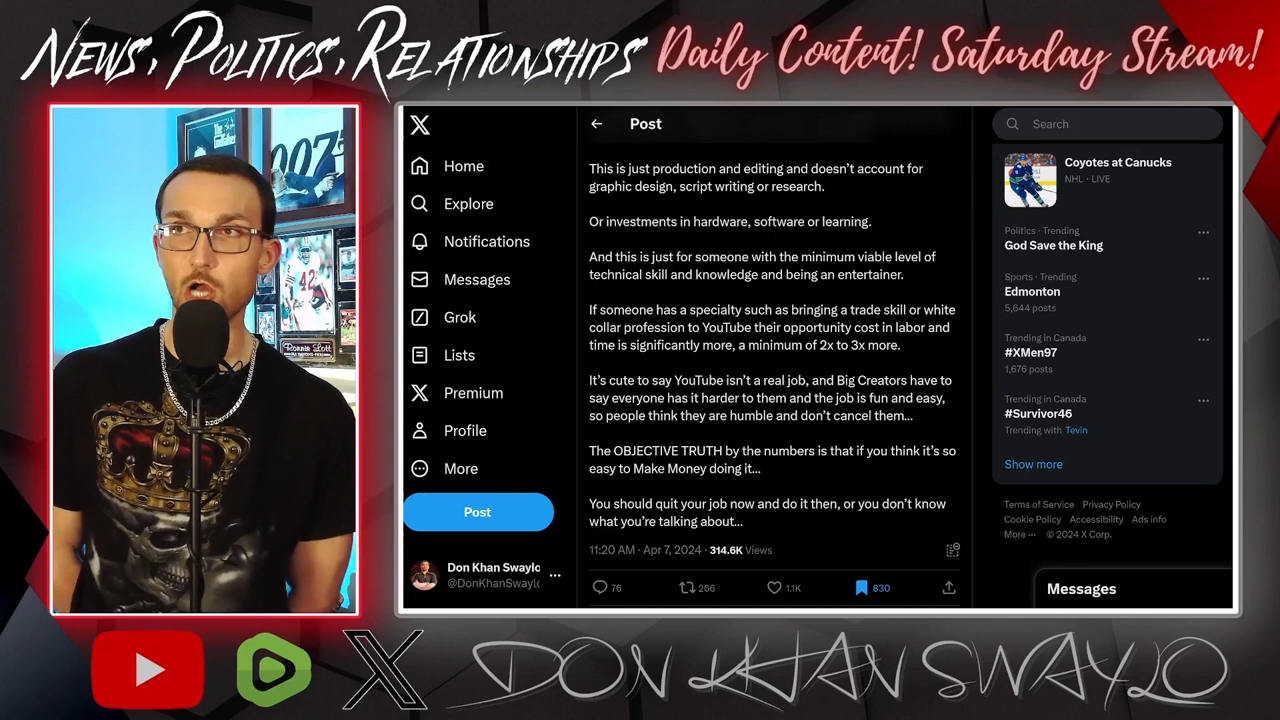 NEWS, POLITICS, RELATIONSHIPS
Daily Content! Saturday Stream!
The
Godfather
007
42
Ronnie Lott
X
Home
Explore
Notifications
Messages
Grok
Lists
Premium
Profile
More
Post
Don Khan Swaylo
@DonKhanSwaylo
Post
This is just production and editing and doesn't account for
graphic design, script writing or research.
Or investments in hardware, software or learning.
And this is just for someone with the minimum viable level of
technical skill and knowledge and being an entertainer.
If someone has a specialty such as bringing a trade skill or white
collar profession to YouTube their opportunity cost in labor and
time is significantly more, a minimum of 2x to 3x more.
It's cute to say YouTube isn't a real job, and Big Creators have to
say everyone has it harder to them and the job is fun and easy,
so people think they are humble and don't cancel them...
The OBJECTIVE TRUTH by the numbers is that if you think it's so
easy to Make Money doing it...
You should quit your job now and do it then, or you don't know
what you're talking about...
11:20 AM · Apr 7, 2024 · 314.6K Views
76 266 1.1K 830
Search
Coyotes at Canucks
NHL · LIVE
Politics · Trending
God Save the King
Sports · Trending
Edmonton
5,644 posts
Trending in Canada
#XMen97
1,676 posts
Trending in Canada
#Survivor46
Trending with Tevin
Show more
Terms of Service Privacy Policy
Cookie Policy Accessibility Ads info
More ··· © 2024 X Corp.
Messages
X
DON KHAN SWAYLO